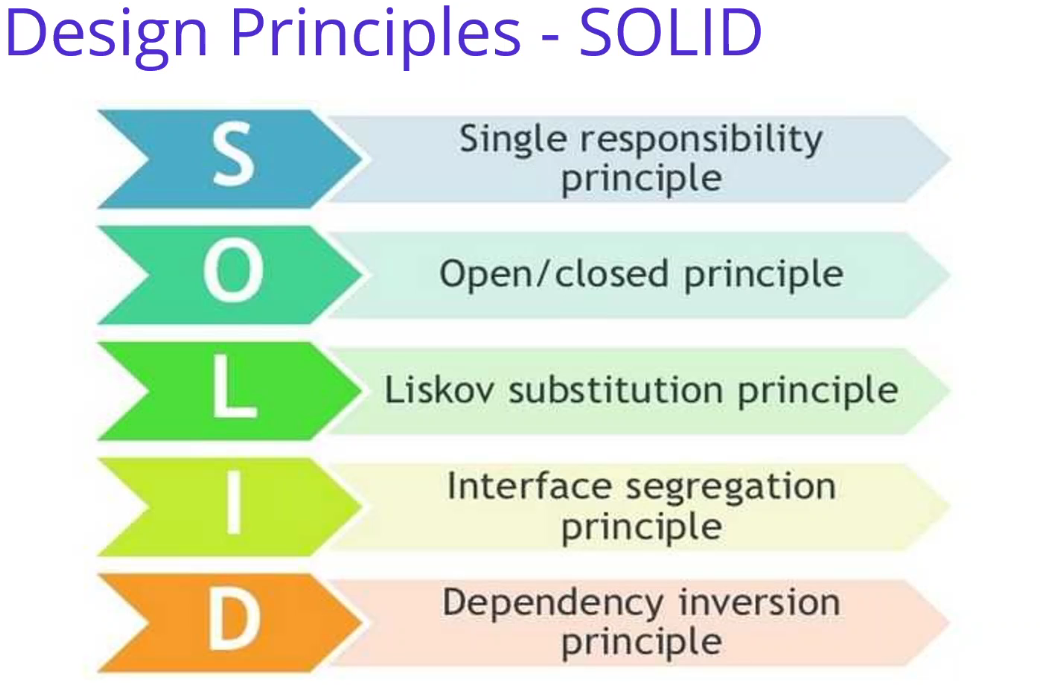 Design Principles - SOLID
S
Single responsibility
principle
O
Open/closed principle
L
Liskov substitution principle
I
Interface segregation
principle
D
Dependency inversion
principle